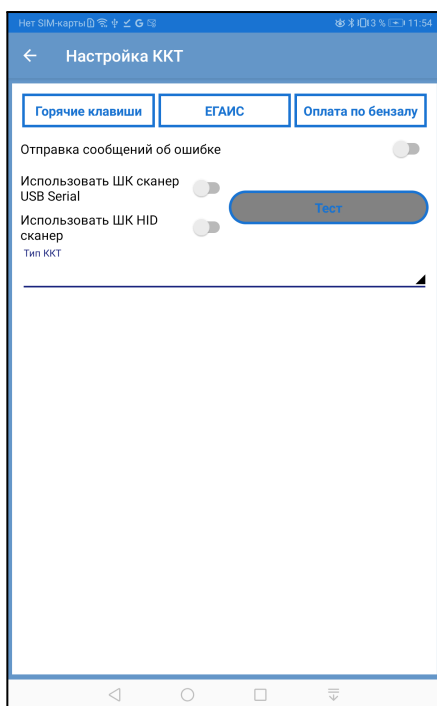 Нет SIM-карты
3 % 11:54
Настройка ККТ
Горячие клавиши ЕГАИС Оплата по бензалу
Отправка сообщений об ошибке
Использовать ШК сканер
USB Serial
Тест
Использовать ШК HID
сканер
Тип ККТ